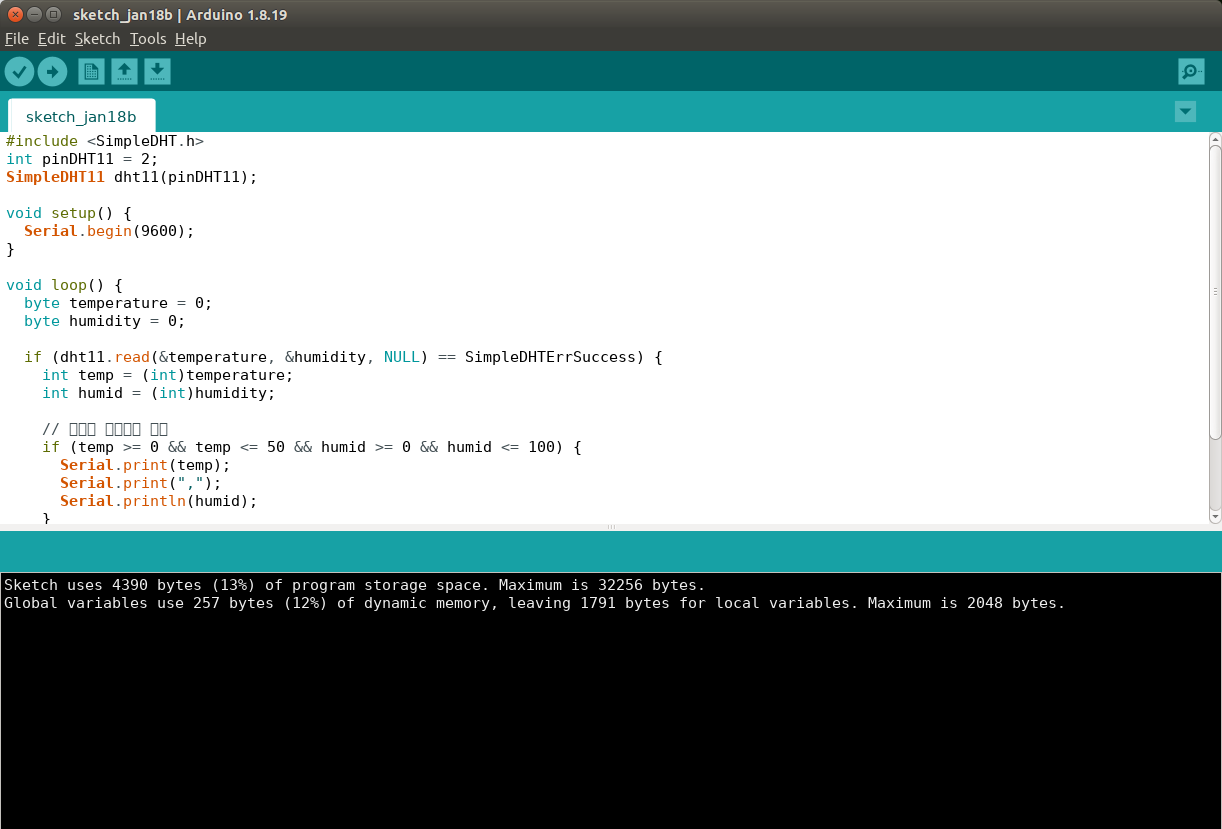 sketch_jan18b | Arduino 1.8.19
File Edit Sketch Tools Help
sketch_jan18b
#include <SimpleDHT.h>
int pinDHT11 = 2;
SimpleDHT11 dht11(pinDHT11);
void setup() {
Serial.begin(9600);
}
void loop() {
byte temperature = 0;
byte humidity = 0;
if (dht11.read(&temperature, &humidity, NULL) == SimpleDHTErrSuccess) {
int temp = (int)temperature;
int humid = (int)humidity;
//
if (temp >= 0 && temp <= 50 && humid >= 0 && humid <= 100) {
Serial.print(temp);
Serial.print(",");
Serial.println(humid);
}
Sketch uses 4390 bytes (13%) of program storage space. Maximum is 32256 bytes.
Global variables use 257 bytes (12%) of dynamic memory, leaving 1791 bytes for local variables. Maximum is 2048 bytes.